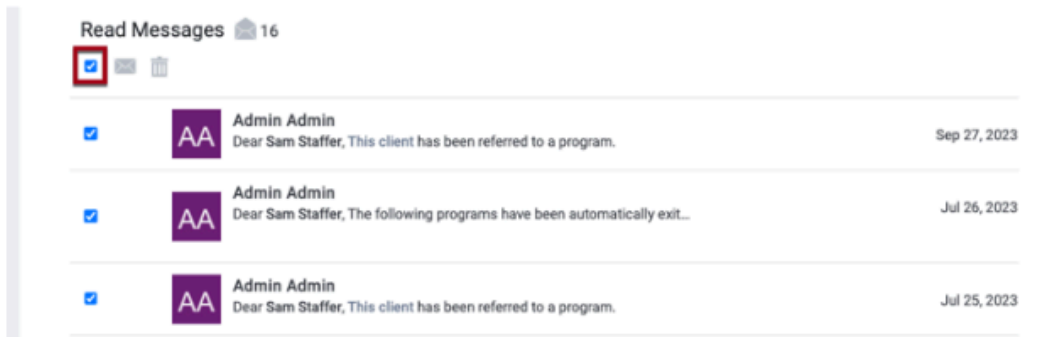 Read Messages 16
AA
Admin Admin
Dear Sam Staffer, This client has been referred to a program.
Sep 27, 2023
AA
Admin Admin
Dear Sam Staffer, The following programs have been automatically exit...
Jul 26, 2023
AA
Admin Admin
Dear Sam Staffer, This client has been referred to a program.
Jul 25, 2023